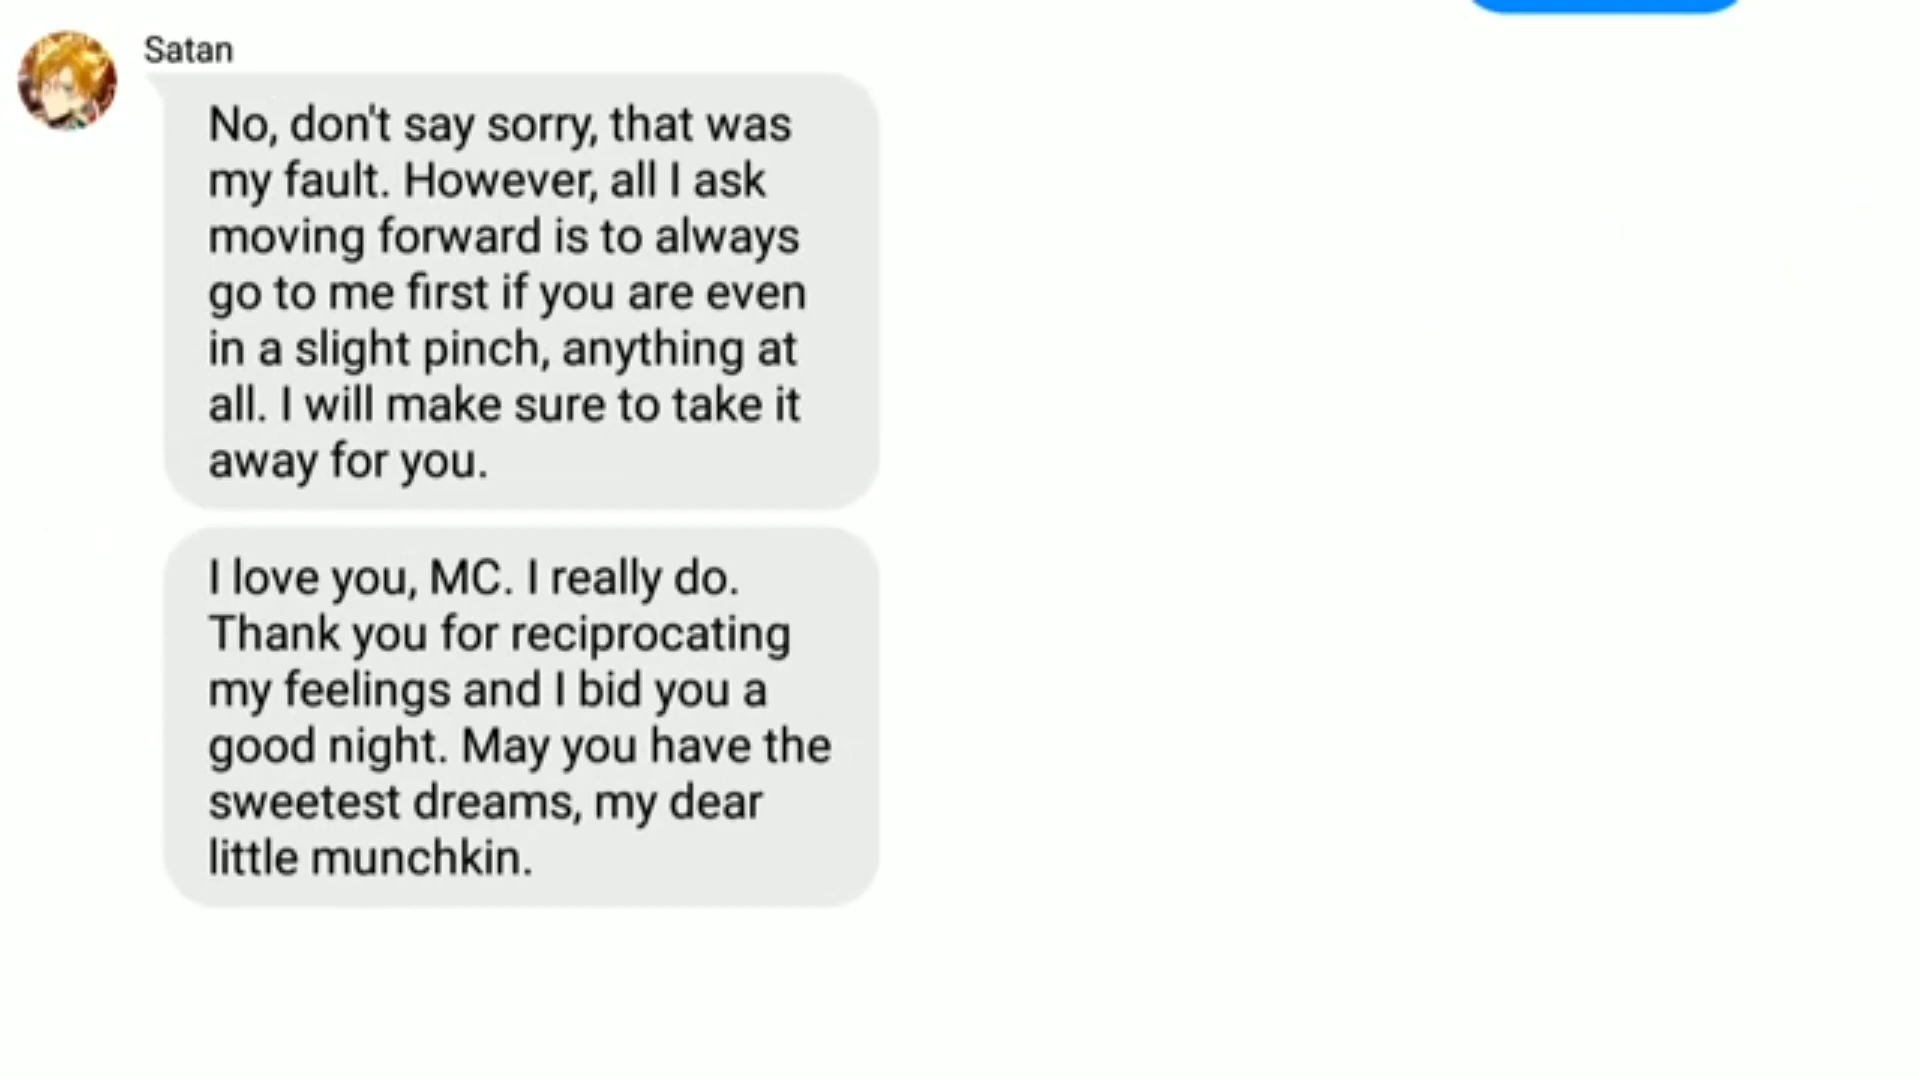 Satan
No, don't say sorry, that was
my fault. However, all I ask
moving forward is to always
go to me first if you are even
in a slight pinch, anything at
all. I will make sure to take it
away for you.
I love you, MC. I really do.
Thank you for reciprocating
my feelings and I bid you a
good night. May you have the
sweetest dreams, my dear
little munchkin.